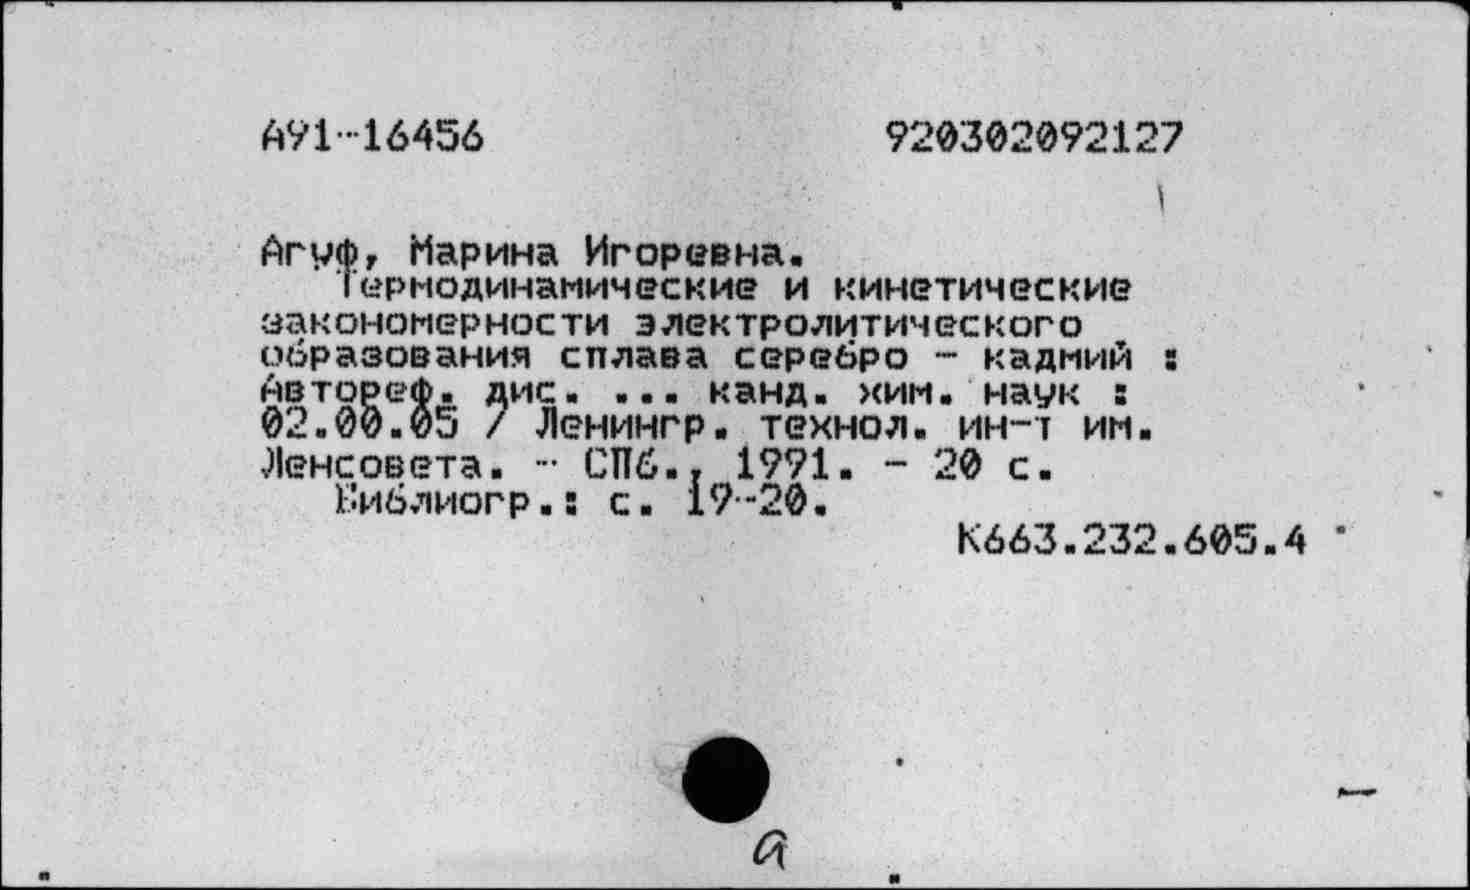 А91-16456 920302092127
Агуф, Марина Игоревна.
Термодинамические и кинетические
закономерности электролитического
образования сплава серебро - кадмий :
Автореф. дис. ... канд. хим. наук :
02.00.05 / Ленингр. технол. ин-т им.
Ленсовета. - СПб., 1991. - 20 с.
Библиогр.: с. 19-20.
К663.232.605.4
а